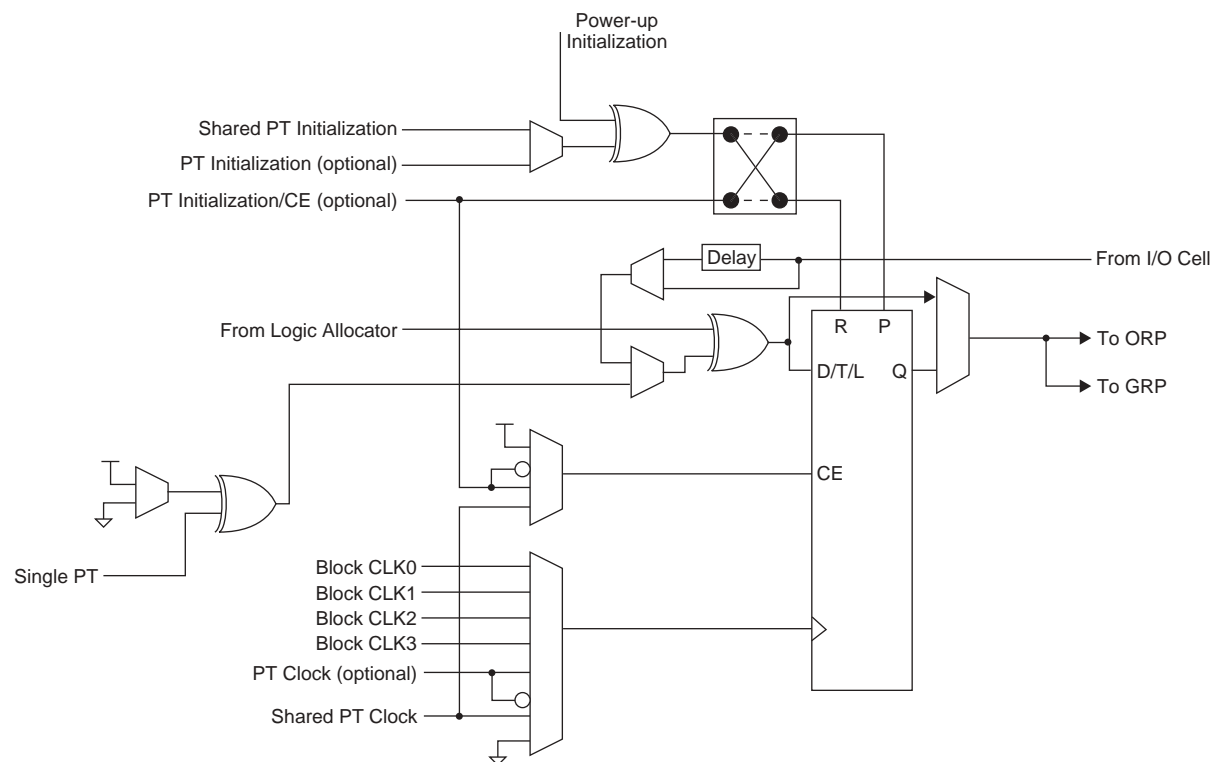 Power-up
Initialization
Shared PT Initialization
PT Initialization (optional)
PT Initialization/CE (optional)
Delay
From I/O Cell
From Logic Allocator
R P
To ORP
D/T/L Q
To GRP
CE
Single PT
Block CLK0
Block CLK1
Block CLK2
Block CLK3
PT Clock (optional)
Shared PT Clock